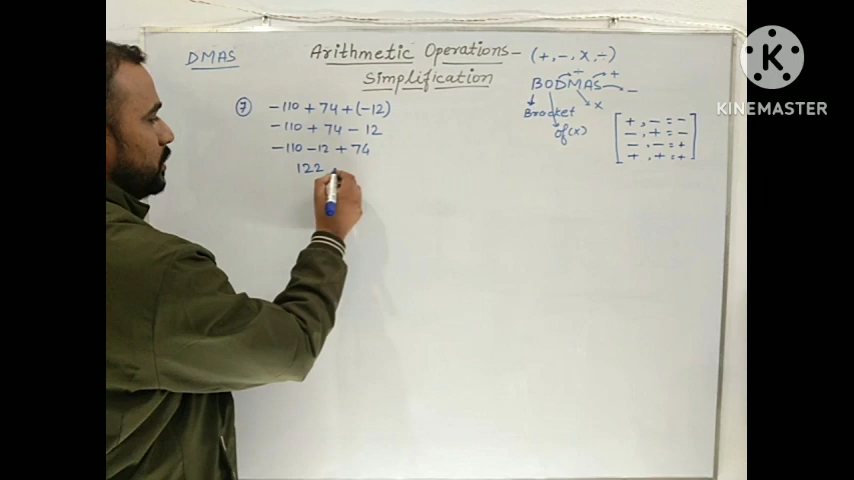 DMAS
Arithmetic Operations - (+, -, x, ÷)
Simplification
BODMAS
÷
+
-
x
Bracket
of(x)
[+, - = -
-, + = -
-, - = +
+, + = +]
7
-110 + 74 + (-12)
-110 + 74 - 12
-110 - 12 + 74
122
K
KINEMASTER